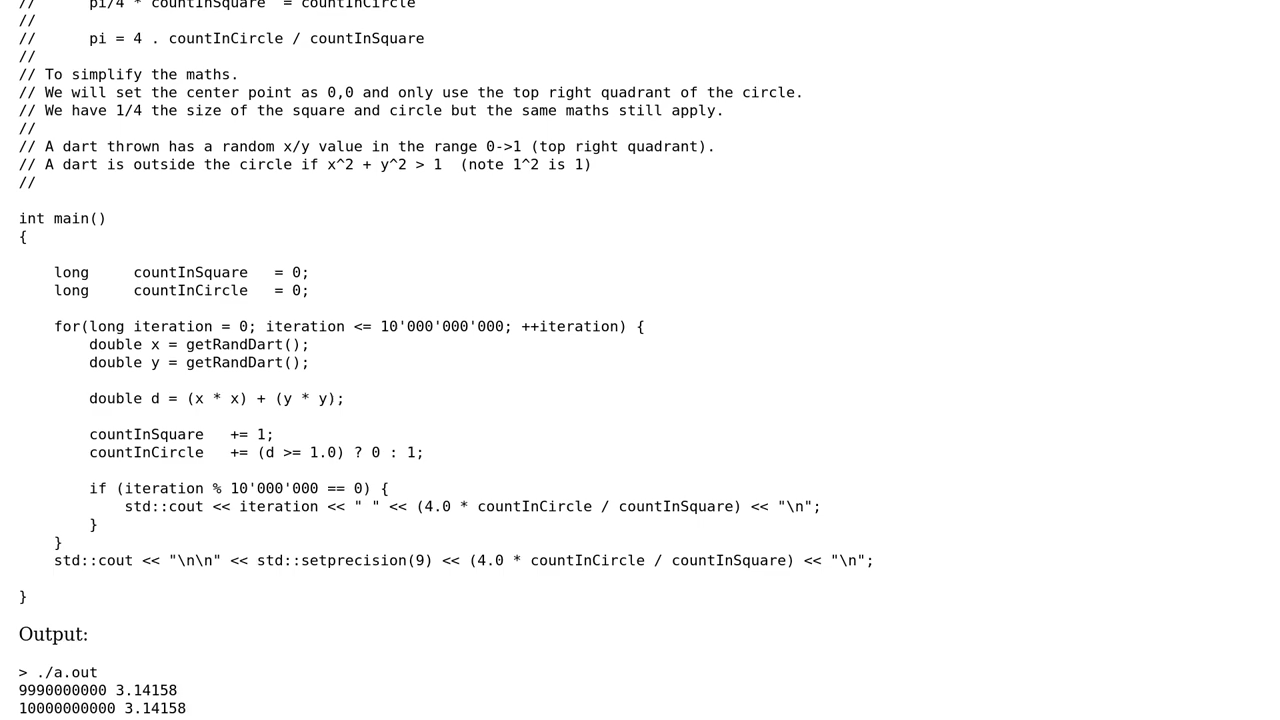 //      pi/4 * countInSquare  = countInCircle
//
//      pi = 4 . countInCircle / countInSquare
//
// To simplify the maths.
// We will set the center point as 0,0 and only use the top right quadrant of the circle.
// We have 1/4 the size of the square and circle but the same maths still apply.
//
// A dart thrown has a random x/y value in the range 0->1 (top right quadrant).
// A dart is outside the circle if x^2 + y^2 > 1  (note 1^2 is 1)
//
int main()
{
    long     countInSquare   = 0;
    long     countInCircle   = 0;
    for(long iteration = 0; iteration <= 10'000'000'000; ++iteration) {
        double x = getRandDart();
        double y = getRandDart();
        double d = (x * x) + (y * y);
        countInSquare   += 1;
        countInCircle   += (d >= 1.0) ? 0 : 1;
        if (iteration % 10'000'000 == 0) {
            std::cout << iteration << " " << (4.0 * countInCircle / countInSquare) << "\n";
        }
    }
    std::cout << "\n\n" << std::setprecision(9) << (4.0 * countInCircle / countInSquare) << "\n";
}
Output:
> ./a.out
9990000000 3.14158
10000000000 3.14158